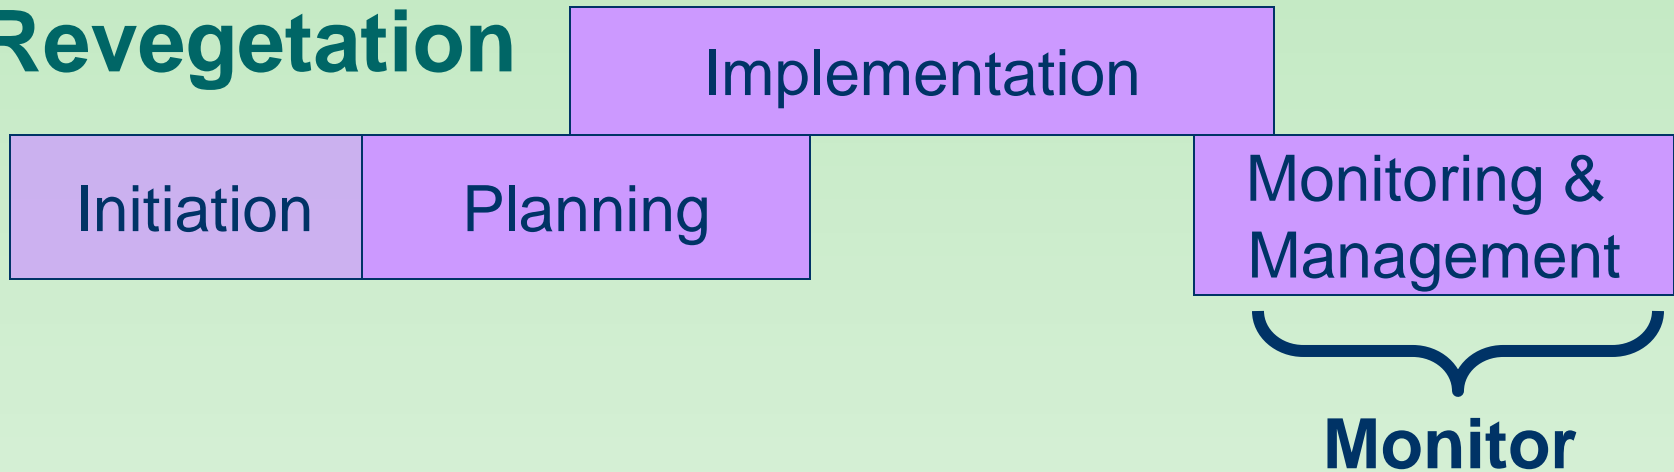 Revegetation
Implementation
Initiation
Planning
Monitoring &
Management
Monitor